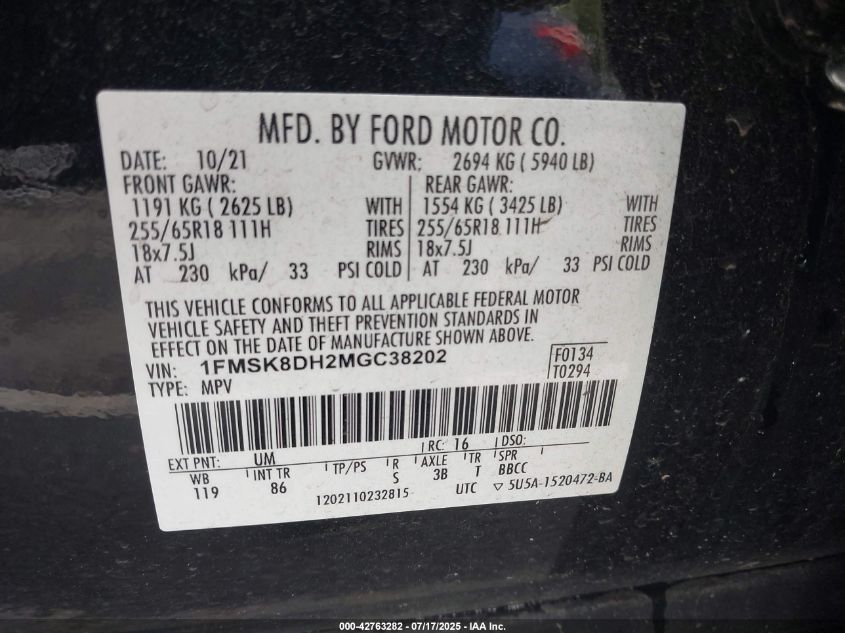 MFD. BY FORD MOTOR CO.
DATE: 10/21 GVWR: 2694 KG ( 5940 LB)
FRONT GAWR: REAR GAWR:
1191 KG ( 2625 LB) WITH 1554 KG ( 3425 LB) WITH
255/65R18 111H TIRES 255/65R18 111H TIRES
18x7.5J RIMS 18x7.5J RIMS
AT 230 kPa/ 33 PSI COLD AT 230 kPa/ 33 PSI COLD
THIS VEHICLE CONFORMS TO ALL APPLICABLE FEDERAL MOTOR
VEHICLE SAFETY AND THEFT PREVENTION STANDARDS IN
EFFECT ON THE DATE OF MANUFACTURE SHOWN ABOVE.
VIN: 1FMSK8DH2MGC38202 F0134
TYPE: MPV T0294
EXT PNT: UM RC: 16 DSO:
WB INT TR TP/PS R AXLE TR SPR
119 86 S 3B T BBCC
1202110232815 UTC ▽ 5U5A-1520472-BA
000-42763282 - 07/17/2025 - IAA Inc.